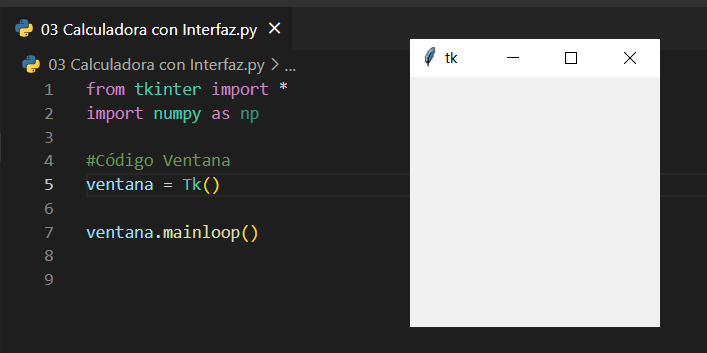 03 Calculadora con Interfaz.py
03 Calculadora con Interfaz.py > ...
1 from tkinter import *
2 import numpy as np
3
4 #Código Ventana
5 ventana = Tk()
6
7 ventana.mainloop()
8
9
tk